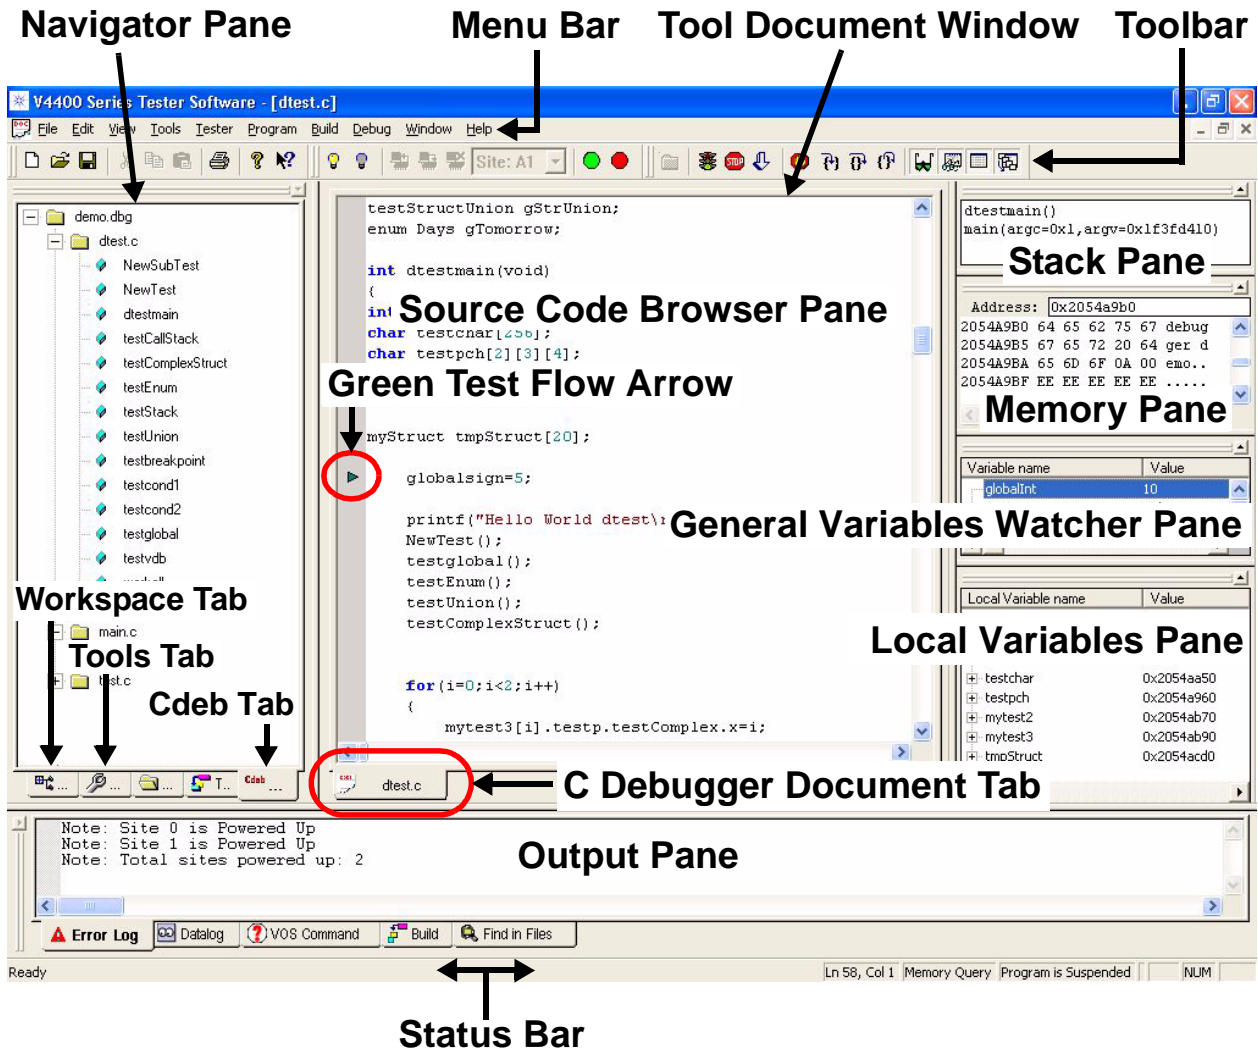 Navigator Pane Menu Bar Tool Document Window Toolbar
V4400 Series Tester Software - [dtest.c]
File Edit View Tools Tester Program Build Debug Window Help
Site: A1
STOP
demo.dbg
dtest.c
NewSubTest
NewTest
dtestmain
testCallStack
testComplexStruct
testEnum
testStack
testUnion
testbreakpoint
testcond1
testcond2
testglobal
testvdb
Workspace Tab
main.c
Tools Tab
test.c
Cdeb Tab
... ... ... T.. Cdeb ...
testStructUnion gStrUnion;
enum Days gTomorrow;
int dtestmain(void)
{
int
Source Code Browser Pane
char testchar[256];
char testpch[2][3][4];
Green Test Flow Arrow
myStruct tmpStruct[20];
globalsign=5;
printf("Hello World dtest\
NewTest();
testglobal();
testEnum();
testUnion();
testComplexStruct();
for(i=0;i<2;i++)
{
mytest3[i].testp.testComplex.x=i;
dtest.c
C Debugger Document Tab
dtestmain()
main(argc=0x1,argv=0x1f3fd410)
Stack Pane
Address: 0x2054a9b0
2054A9B0 64 65 62 75 67 debug
2054A9B5 67 65 72 20 64 ger d
2054A9BA 65 6D 6F 0A 00 emo..
2054A9BF EE EE EE EE EE .....
Memory Pane
Variable name Value
globalInt 10
General Variables Watcher Pane
Local Variable name Value
Local Variables Pane
testchar 0x2054aa50
testpch 0x2054a960
mytest2 0x2054ab70
mytest3 0x2054ab90
tmpStruct 0x2054acd0
Note: Site 0 is Powered Up
Note: Site 1 is Powered Up
Note: Total sites powered up: 2
Output Pane
Error Log Datalog VOS Command Build Find in Files
Ready Ln 58, Col 1 Memory Query Program is Suspended NUM
Status Bar